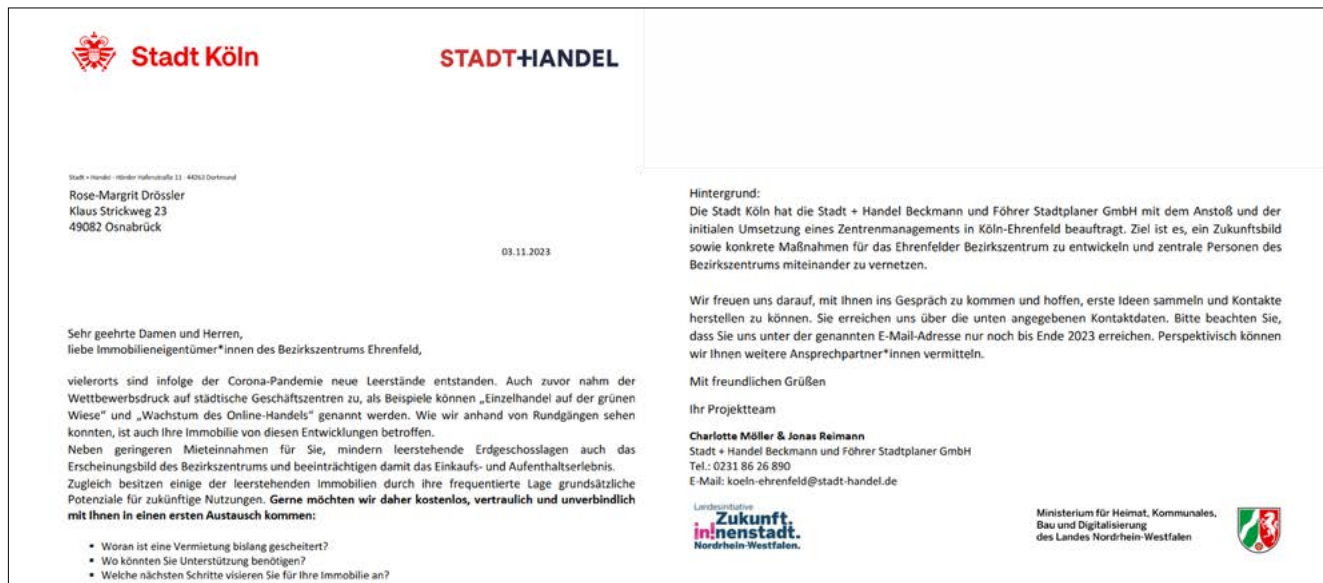 Stadt Köln
STADT+HANDEL
Stadt + Handel - Hörder Hafenstraße 11 - 44263 Dortmund
Rose-Margrit Drössler
Klaus Strickweg 23
49082 Osnabrück
03.11.2023
Sehr geehrte Damen und Herren,
liebe Immobilieneigentümer*innen des Bezirkszentrums Ehrenfeld,
vielerorts sind infolge der Corona-Pandemie neue Leerstände entstanden. Auch zuvor nahm der
Wettbewerbsdruck auf städtische Geschäftszentren zu, als Beispiele können „Einzelhandel auf der grünen
Wiese" und „Wachstum des Online-Handels" genannt werden. Wie wir anhand von Rundgängen sehen
konnten, ist auch Ihre Immobilie von diesen Entwicklungen betroffen.
Neben geringeren Mieteinnahmen für Sie, mindern leerstehende Erdgeschosslagen auch das
Erscheinungsbild des Bezirkszentrums und beeinträchtigen damit das Einkaufs- und Aufenthaltserlebnis.
Zugleich besitzen einige der leerstehenden Immobilien durch ihre frequentierte Lage grundsätzliche
Potenziale für zukünftige Nutzungen. Gerne möchten wir daher kostenlos, vertraulich und unverbindlich
mit Ihnen in einen ersten Austausch kommen:
▪ Woran ist eine Vermietung bislang gescheitert?
▪ Wo könnten Sie Unterstützung benötigen?
▪ Welche nächsten Schritte visieren Sie für Ihre Immobilie an?
Hintergrund:
Die Stadt Köln hat die Stadt + Handel Beckmann und Föhrer Stadtplaner GmbH mit dem Anstoß und der
initialen Umsetzung eines Zentrenmanagements in Köln-Ehrenfeld beauftragt. Ziel ist es, ein Zukunftsbild
sowie konkrete Maßnahmen für das Ehrenfelder Bezirkszentrum zu entwickeln und zentrale Personen des
Bezirkszentrums miteinander zu vernetzen.
Wir freuen uns darauf, mit Ihnen ins Gespräch zu kommen und hoffen, erste Ideen sammeln und Kontakte
herstellen zu können. Sie erreichen uns über die unten angegebenen Kontaktdaten. Bitte beachten Sie,
dass Sie uns unter der genannten E-Mail-Adresse nur noch bis Ende 2023 erreichen. Perspektivisch können
wir Ihnen weitere Ansprechpartner*innen vermitteln.
Mit freundlichen Grüßen
Ihr Projektteam
Charlotte Möller & Jonas Reimann
Stadt + Handel Beckmann und Föhrer Stadtplaner GmbH
Tel.: 0231 86 26 890
E-Mail: koeln-ehrenfeld@stadt-handel.de
Landesinitiative
Zukunft.
in!nenstadt.
Nordrhein-Westfalen.
Ministerium für Heimat, Kommunales,
Bau und Digitalisierung
des Landes Nordrhein-Westfalen